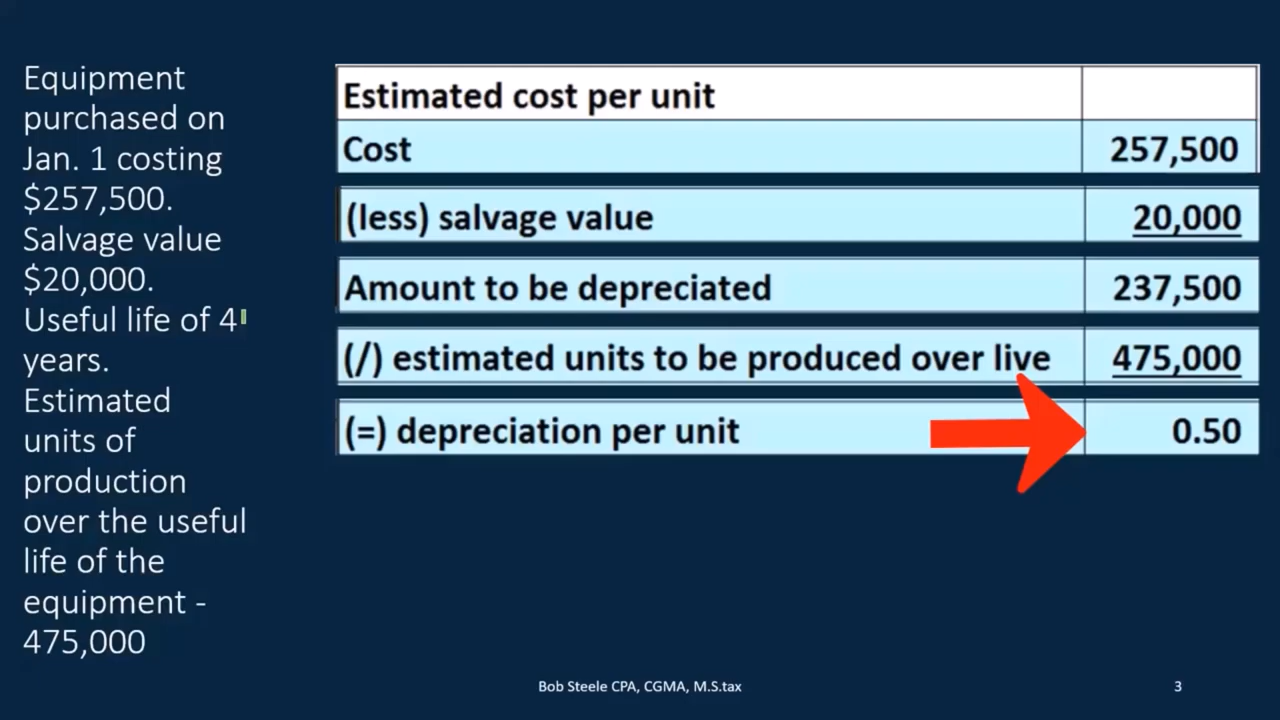 Equipment
purchased on
Jan. 1 costing
$257,500.
Salvage value
$20,000.
Useful life of 4
years.
Estimated
units of
production
over the useful
life of the
equipment -
475,000
Estimated cost per unit
Cost 257,500
(less) salvage value 20,000
Amount to be depreciated 237,500
(/) estimated units to be produced over live 475,000
(=) depreciation per unit 0.50
Bob Steele CPA, CGMA, M.S.tax 3